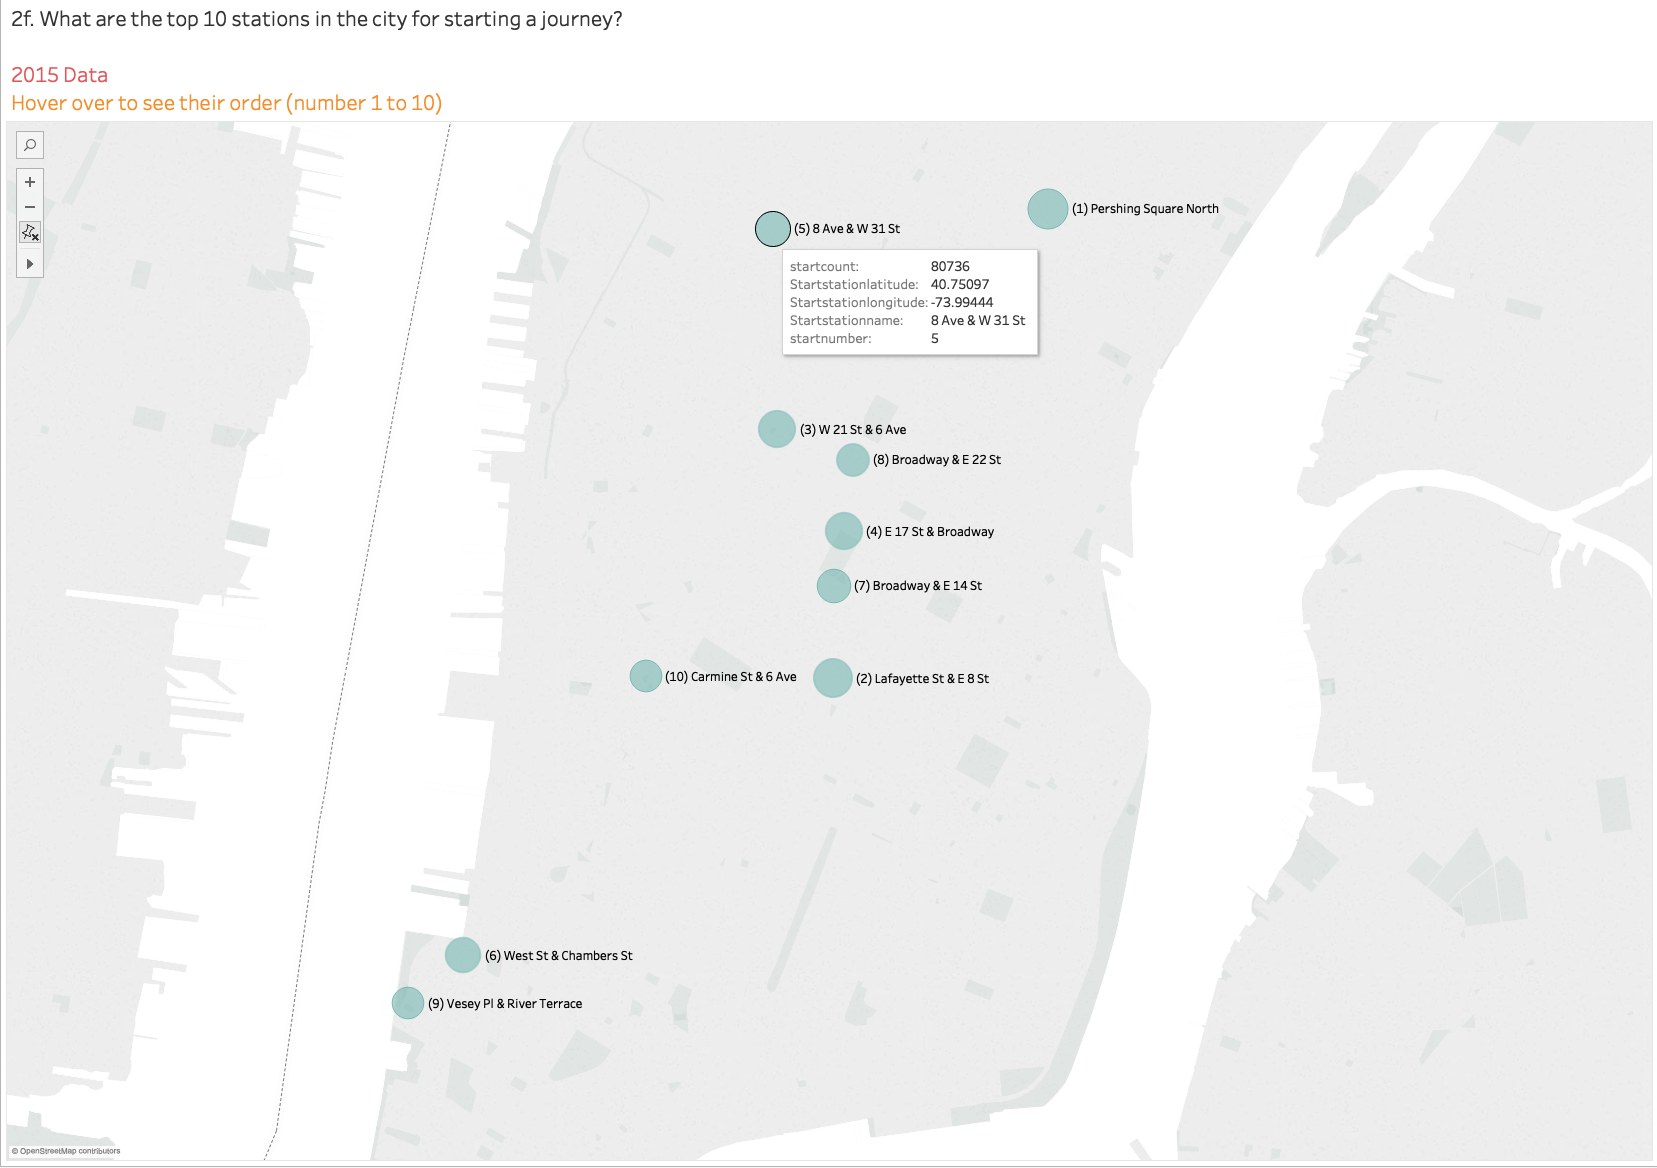 2f. What are the top 10 stations in the city for starting a journey?
2015 Data
Hover over to see their order (number 1 to 10)
(1) Pershing Square North
(5) 8 Ave & W 31 St
startcount: 80736
Startstationlatitude: 40.75097
Startstationlongitude: -73.99444
Startstationname: 8 Ave & W 31 St
startnumber: 5
(3) W 21 St & 6 Ave
(8) Broadway & E 22 St
(4) E 17 St & Broadway
(7) Broadway & E 14 St
(10) Carmine St & 6 Ave
(2) Lafayette St & E 8 St
(6) West St & Chambers St
(9) Vesey Pl & River Terrace
© OpenStreetMap contributors